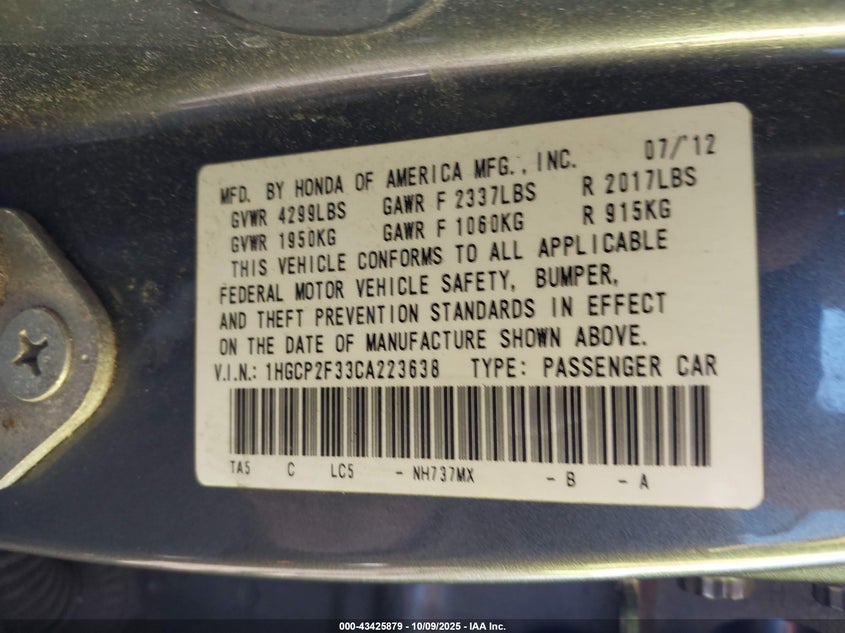 MFD. BY HONDA OF AMERICA MFG., INC. 07/12
GVWR 4299LBS GAWR F 2337LBS R 2017LBS
GVWR 1950KG GAWR F 1060KG R 915KG
THIS VEHICLE CONFORMS TO ALL APPLICABLE
FEDERAL MOTOR VEHICLE SAFETY, BUMPER,
AND THEFT PREVENTION STANDARDS IN EFFECT
ON THE DATE OF MANUFACTURE SHOWN ABOVE.
V.I.N.: 1HGCP2F33CA223638 TYPE: PASSENGER CAR
TA5 C LC5 - NH737MX - B - A
000-43425879 - 10/09/2025 - IAA Inc.